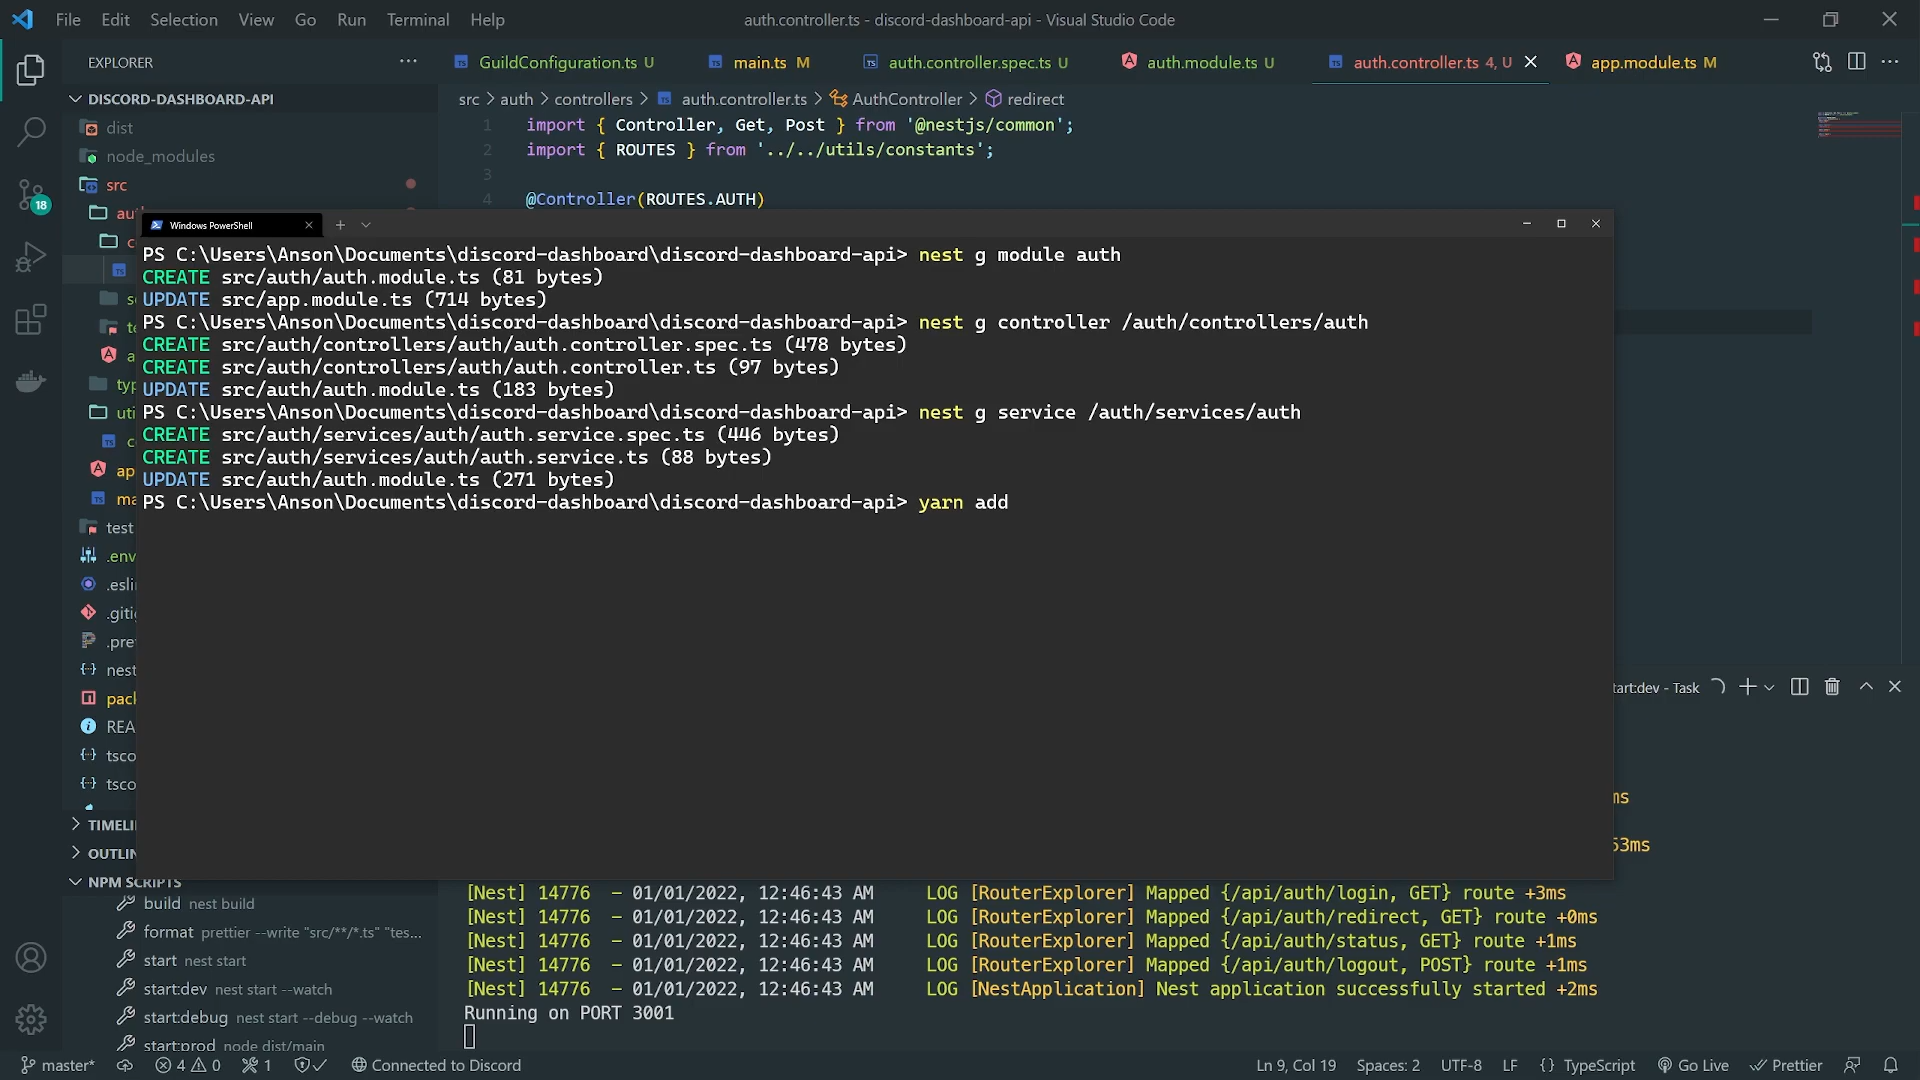 File Edit Selection View Go Run Terminal Help
auth.controller.ts - discord-dashboard-api - Visual Studio Code
EXPLORER
GuildConfiguration.ts U
main.ts M
auth.controller.spec.ts U
auth.module.ts U
auth.controller.ts 4, U
app.module.ts M
DISCORD-DASHBOARD-API
src > auth > controllers > auth.controller.ts > AuthController > redirect
dist
node_modules
src
1 import { Controller, Get, Post } from '@nestjs/common';
2 import { ROUTES } from '../../utils/constants';
3
4 @Controller(ROUTES.AUTH)
Windows PowerShell
PS C:\Users\Anson\Documents\discord-dashboard\discord-dashboard-api> nest g module auth
CREATE src/auth/auth.module.ts (81 bytes)
UPDATE src/app.module.ts (714 bytes)
PS C:\Users\Anson\Documents\discord-dashboard\discord-dashboard-api> nest g controller /auth/controllers/auth
CREATE src/auth/controllers/auth/auth.controller.spec.ts (478 bytes)
CREATE src/auth/controllers/auth/auth.controller.ts (97 bytes)
UPDATE src/auth/auth.module.ts (183 bytes)
PS C:\Users\Anson\Documents\discord-dashboard\discord-dashboard-api> nest g service /auth/services/auth
CREATE src/auth/services/auth/auth.service.spec.ts (446 bytes)
CREATE src/auth/services/auth/auth.service.ts (88 bytes)
UPDATE src/auth/auth.module.ts (271 bytes)
PS C:\Users\Anson\Documents\discord-dashboard\discord-dashboard-api> yarn add
test
.env
.esli
.giti
.pre
nest
pack
REA
tsco
tsco
TIMELI
OUTLIN
NPM SCRIPTS
build nest build
format prettier --write "src/**/*.ts" "tes...
start nest start
start:dev nest start --watch
start:debug nest start --debug --watch
start:prod node dist/main
tart:dev - Task
ms
53ms
[Nest] 14776 - 01/01/2022, 12:46:43 AM LOG [RouterExplorer] Mapped {/api/auth/login, GET} route +3ms
[Nest] 14776 - 01/01/2022, 12:46:43 AM LOG [RouterExplorer] Mapped {/api/auth/redirect, GET} route +0ms
[Nest] 14776 - 01/01/2022, 12:46:43 AM LOG [RouterExplorer] Mapped {/api/auth/status, GET} route +1ms
[Nest] 14776 - 01/01/2022, 12:46:43 AM LOG [RouterExplorer] Mapped {/api/auth/logout, POST} route +1ms
[Nest] 14776 - 01/01/2022, 12:46:43 AM LOG [NestApplication] Nest application successfully started +2ms
Running on PORT 3001
18
master* 4 0 1 Connected to Discord
Ln 9, Col 19 Spaces: 2 UTF-8 LF {} TypeScript Go Live Prettier